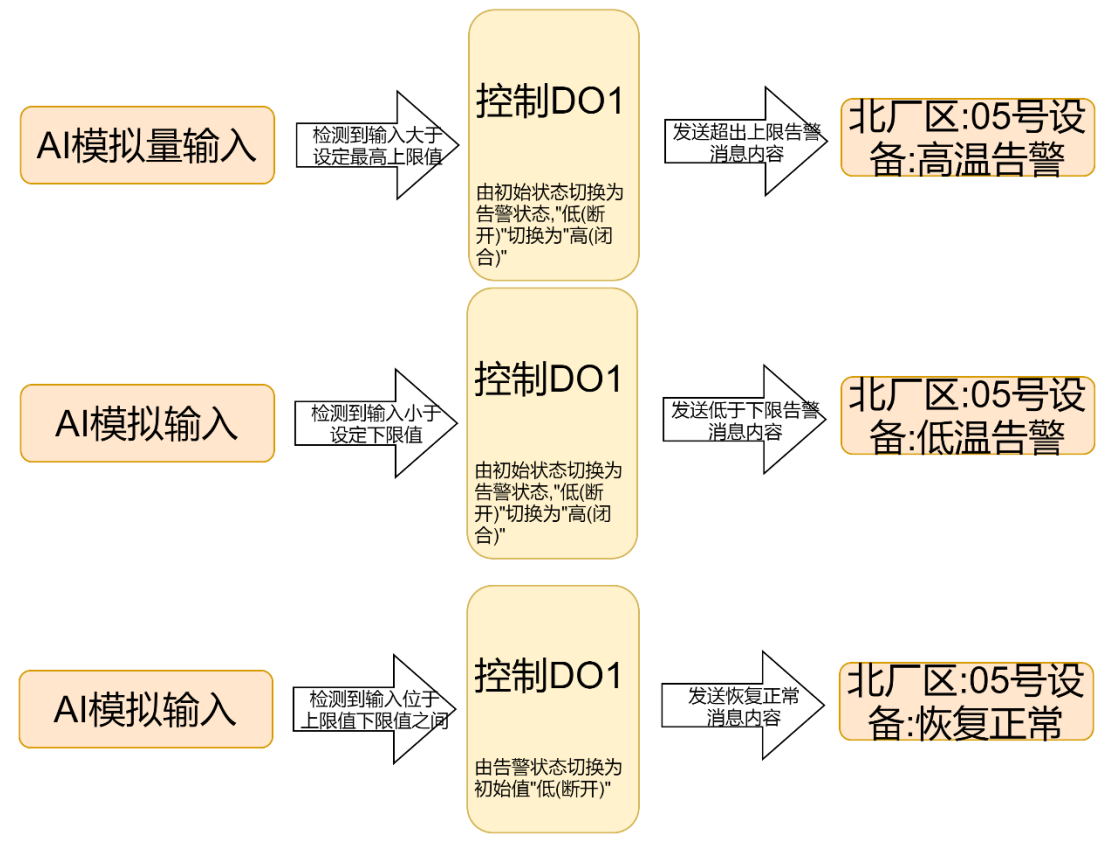 AI模拟量输入
检测到输入大于
设定最高上限值
控制DO1
由初始状态切换为
告警状态,"低(断
开)"切换为"高(闭
合)"
发送超出上限告警
消息内容
北厂区:05号设
备:高温告警
AI模拟输入
检测到输入小于
设定下限值
控制DO1
由初始状态切换为
告警状态,"低(断
开)"切换为"高(闭
合)"
发送低于下限告警
消息内容
北厂区:05号设
备:低温告警
AI模拟输入
检测到输入位于
上限值下限值之间
控制DO1
由告警状态切换为
初始值"低(断开)"
发送恢复正常
消息内容
北厂区:05号设
备:恢复正常